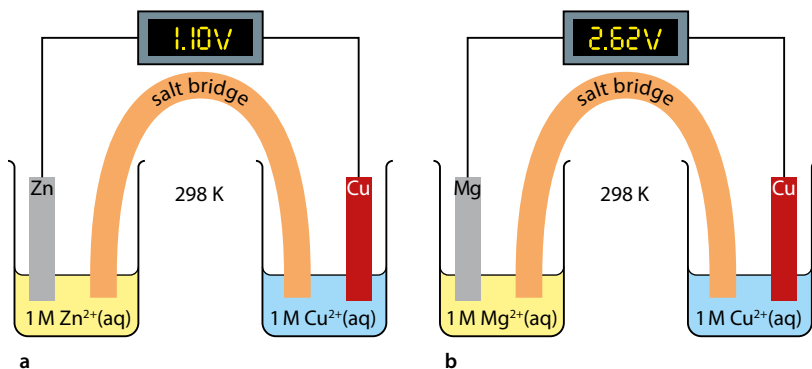 1.10V
salt bridge
Zn
Cu
298 K
1 M Zn²⁺(aq)
1 M Cu²⁺(aq)
a
2.62V
salt bridge
Mg
Cu
298 K
1 M Mg²⁺(aq)
1 M Cu²⁺(aq)
b